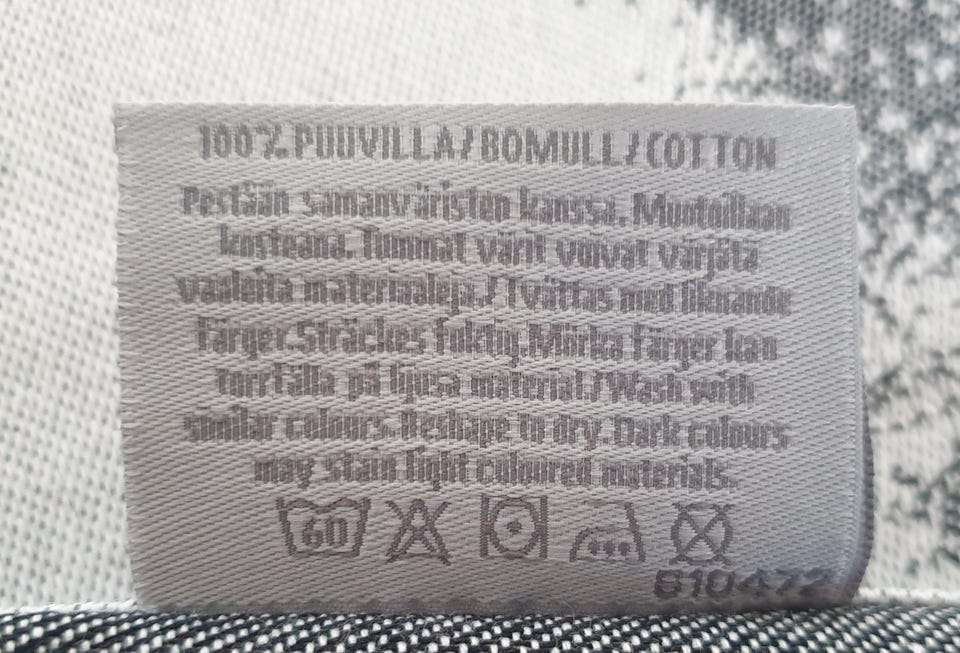 100% PUUVILLA/BOMULL/COTTON
Pestään samanväristen kanssa. Muotoillaan
kosteana. Tummat värit voivat värjätä
vaaleita materiaaleja./Tvättas med liknande
färger. Sträckes fuktig. Mörka färger kan
torrfälla på ljusa material./Wash with
similar colours. Reshape to dry. Dark colours
may stain light coloured materials.
60
610472